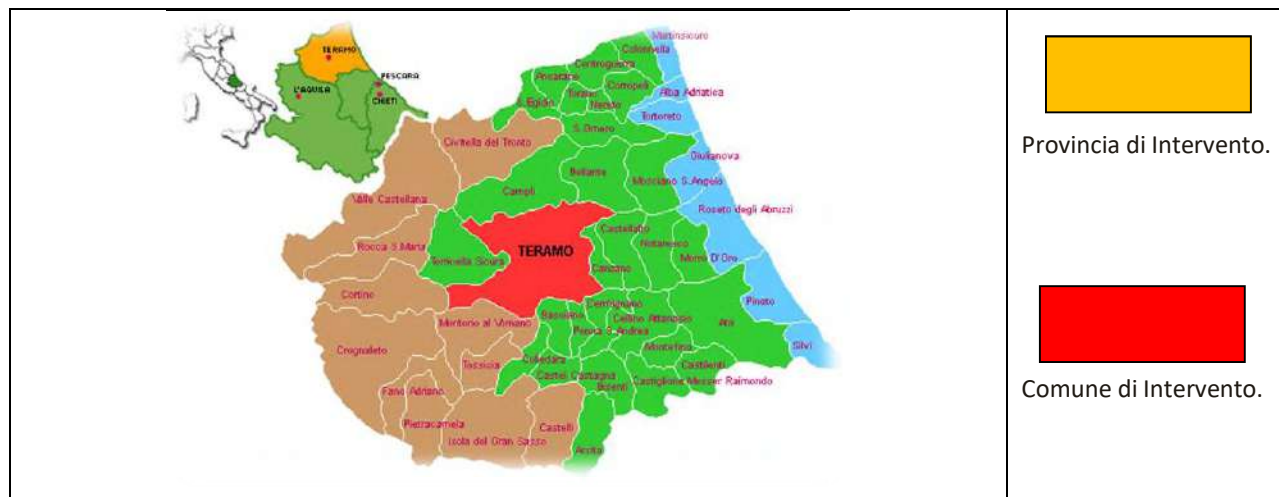 TERAMO
PESCARA
L'AQUILA
CHIETI
Martinsicuro
Colonnella
Controguerra
Ancarano
Corropoli
Torano
Nereto
S.Egidio
Alba Adriatica
Tortoreto
S.Omero
Civitella del Tronto
Giulianova
Bellante
Mosciano S.Angelo
Campli
Valle Castellana
Roseto degli Abruzzi
Castellalto
Rocca S.Maria
Notaresco
TERAMO
Torricella Sicura
Morro D'Oro
Canzano
Cortino
Pineto
Cermignano
Basciano
Cellino Attanasio
Atri
Montorio al Vomano
Penna S.Andrea
Silvi
Montefino
Crognaleto
Tossicia
Colledara
Castilenti
Castel Castagna
Castiglione Messer Raimondo
Bisenti
Fano Adriano
Pietracamela
Castelli
Isola del Gran Sasso
Arsita
Provincia di Intervento.
Comune di Intervento.